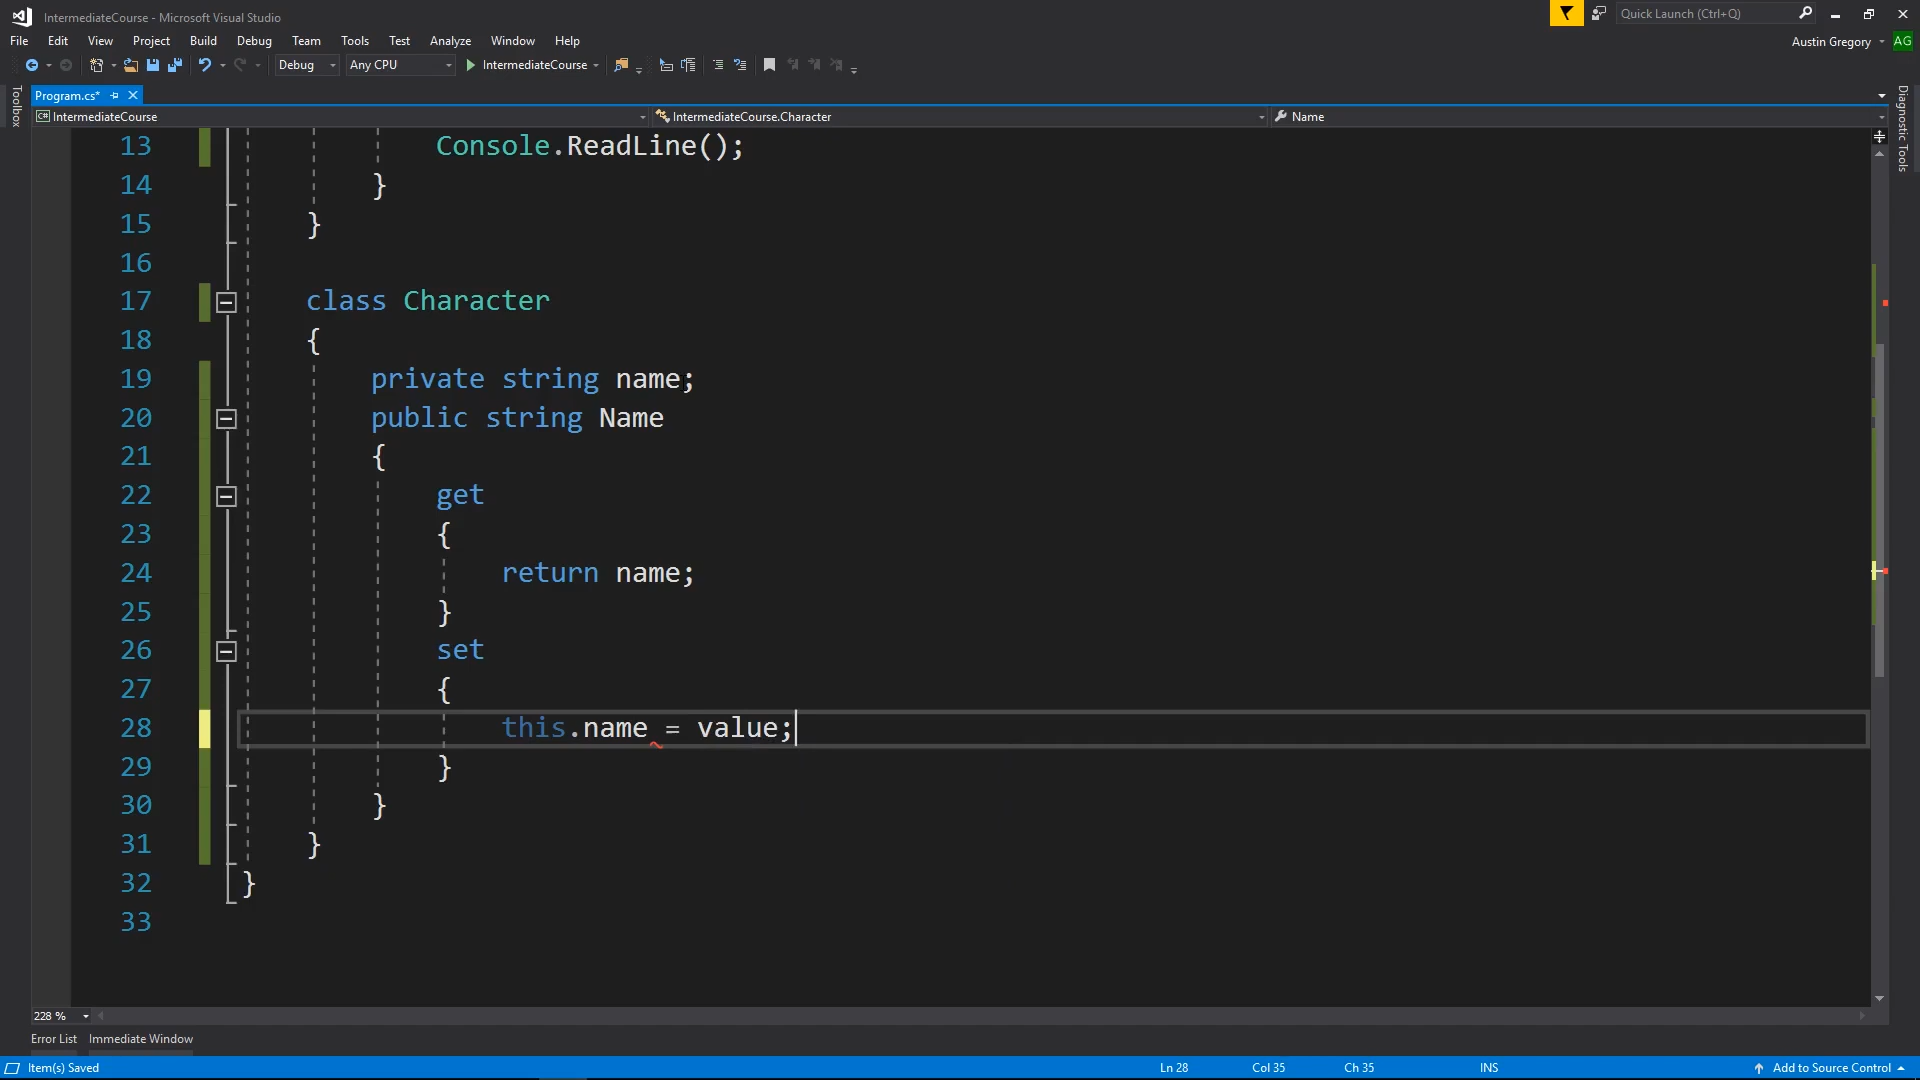 IntermediateCourse - Microsoft Visual Studio
Quick Launch (Ctrl+Q)
File Edit View Project Build Debug Team Tools Test Analyze Window Help
Austin Gregory AG
Debug Any CPU IntermediateCourse
Toolbox
Program.cs*
Diagnostic Tools
C# IntermediateCourse IntermediateCourse.Character Name
13 Console.ReadLine();
14 }
15 }
16
17 class Character
18 {
19 private string name;
20 public string Name
21 {
22 get
23 {
24 return name;
25 }
26 set
27 {
28 this.name = value;
29 }
30 }
31 }
32 }
33
228 %
Error List Immediate Window
Item(s) Saved Ln 28 Col 35 Ch 35 INS Add to Source Control